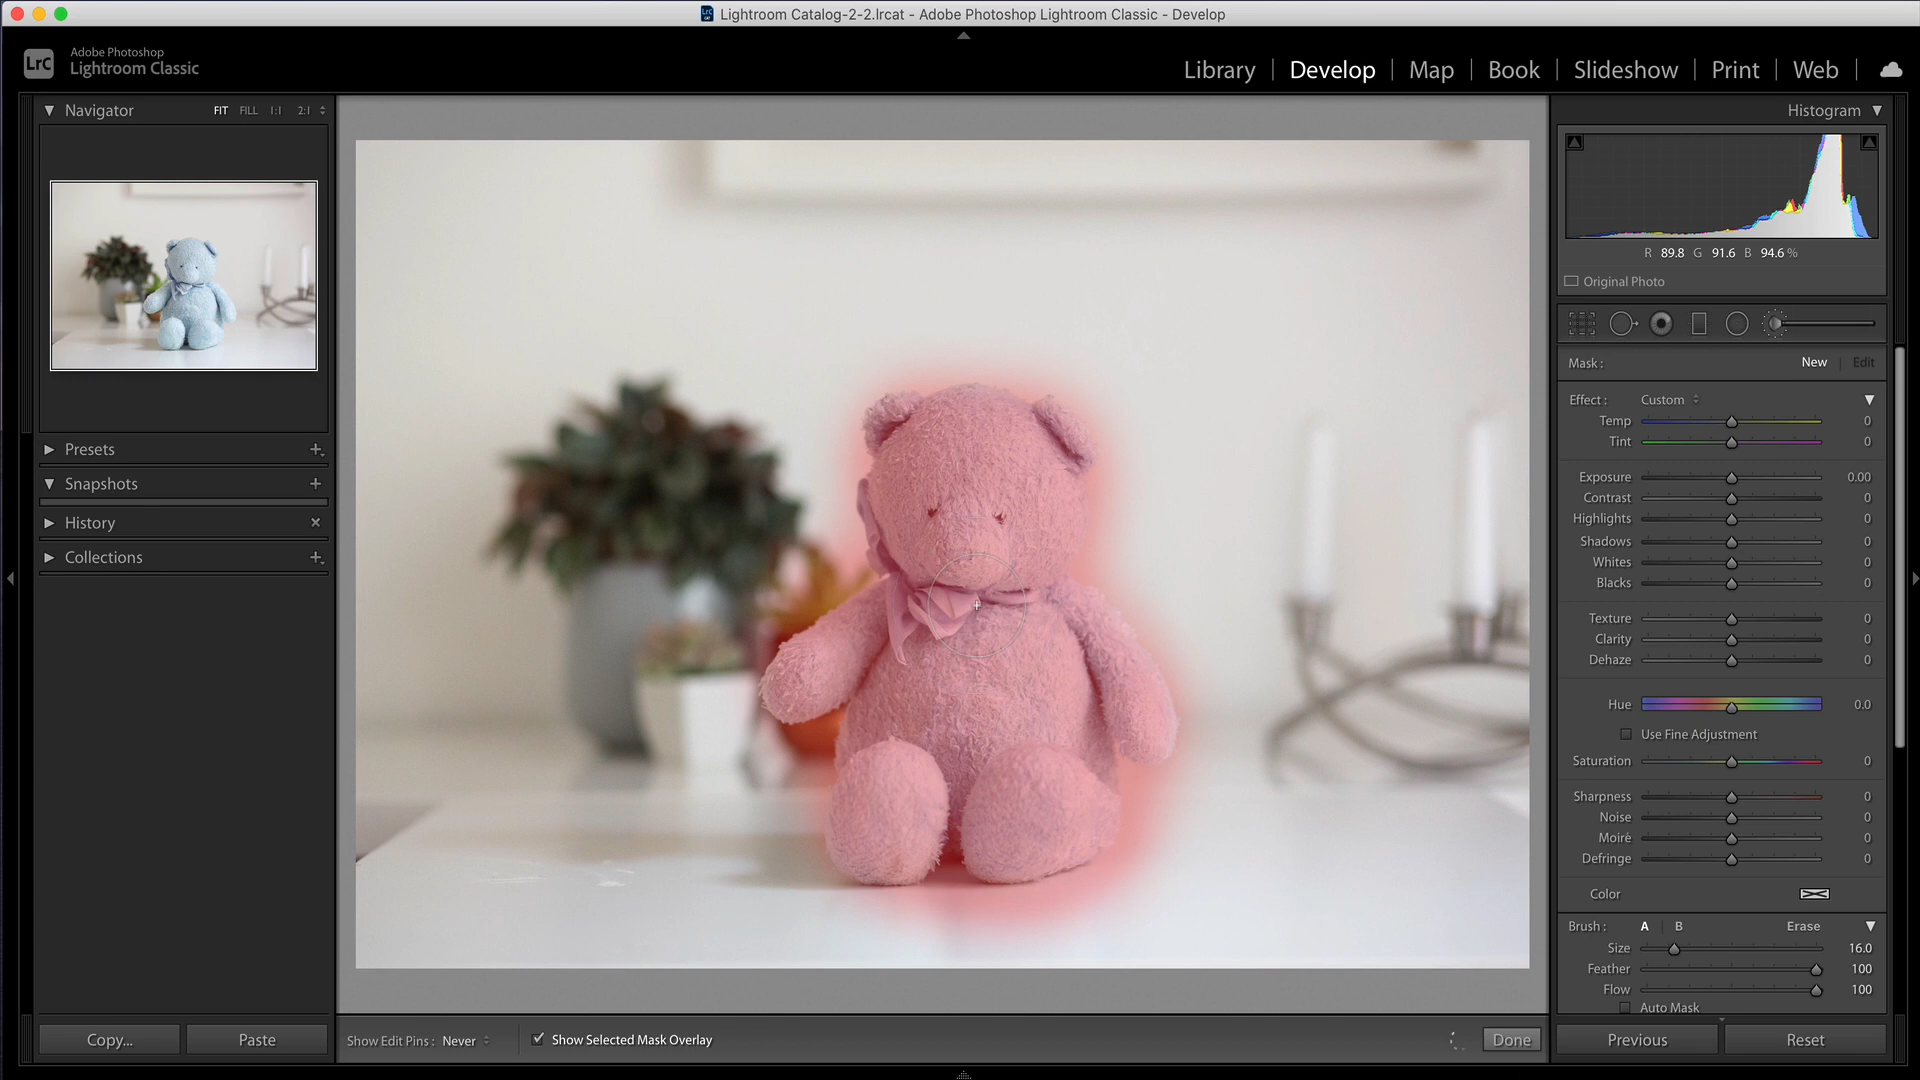 Lightroom Catalog-2-2.lrcat - Adobe Photoshop Lightroom Classic - Develop
LrC
Adobe Photoshop
Lightroom Classic
Library | Develop | Map | Book | Slideshow | Print | Web |
Navigator FIT FILL 1:1 2:1
Presets
Snapshots
History
Collections
Copy...
Paste
Show Edit Pins : Never
Show Selected Mask Overlay
Done
Histogram
R 89.8 G 91.6 B 94.6 %
Original Photo
Mask : New | Edit
Effect : Custom
Temp 0
Tint 0
Exposure 0.00
Contrast 0
Highlights 0
Shadows 0
Whites 0
Blacks 0
Texture 0
Clarity 0
Dehaze 0
Hue 0.0
Use Fine Adjustment
Saturation 0
Sharpness 0
Noise 0
Moiré 0
Defringe 0
Color
Brush : A | B Erase
Size 16.0
Feather 100
Flow 100
Auto Mask
Previous
Reset